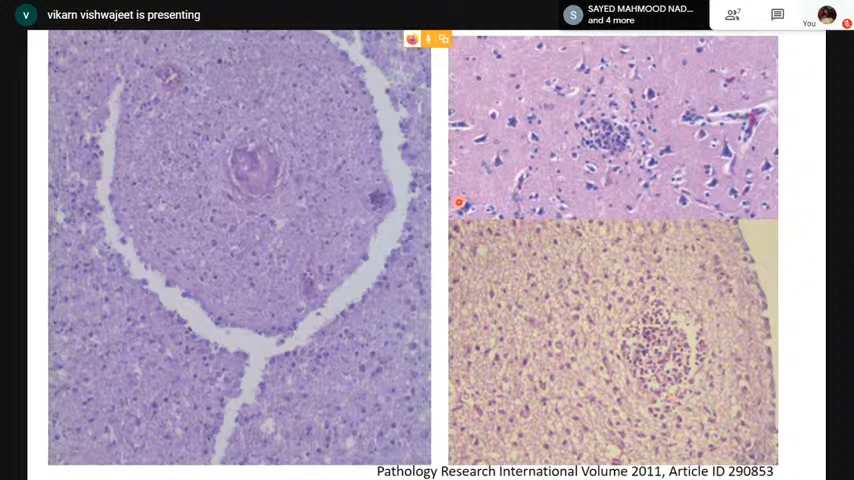 v
vikarn vishwajeet is presenting
S
SAYED MAHMOOD NAD...
and 4 more
7
You
Pathology Research International Volume 2011, Article ID 290853